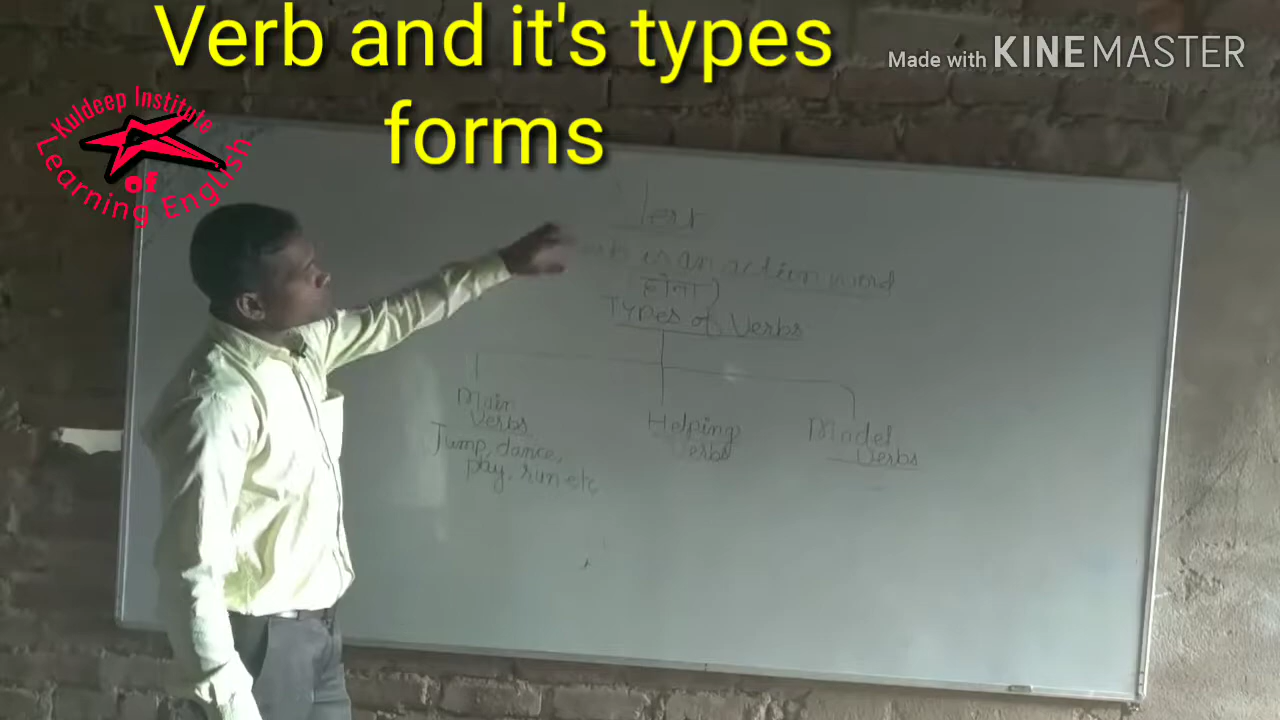 Verb and it's types
forms
Made with KINEMASTER
Kuldeep Institute
of
Learning English
Verb
is an action word
होना)
Types of Verbs
Main
Verbs
Jump, dance,
pay, run etc
Helping
Verbs
Model
Verbs